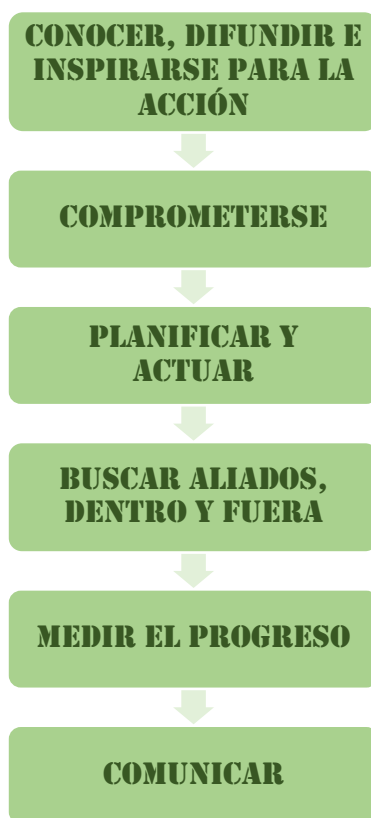 CONOCER, DIFUNDIR E
INSPIRARSE PARA LA
ACCIÓN
COMPROMETERSE
PLANIFICAR Y
ACTUAR
BUSCAR ALIADOS,
DENTRO Y FUERA
MEDIR EL PROGRESO
COMUNICAR